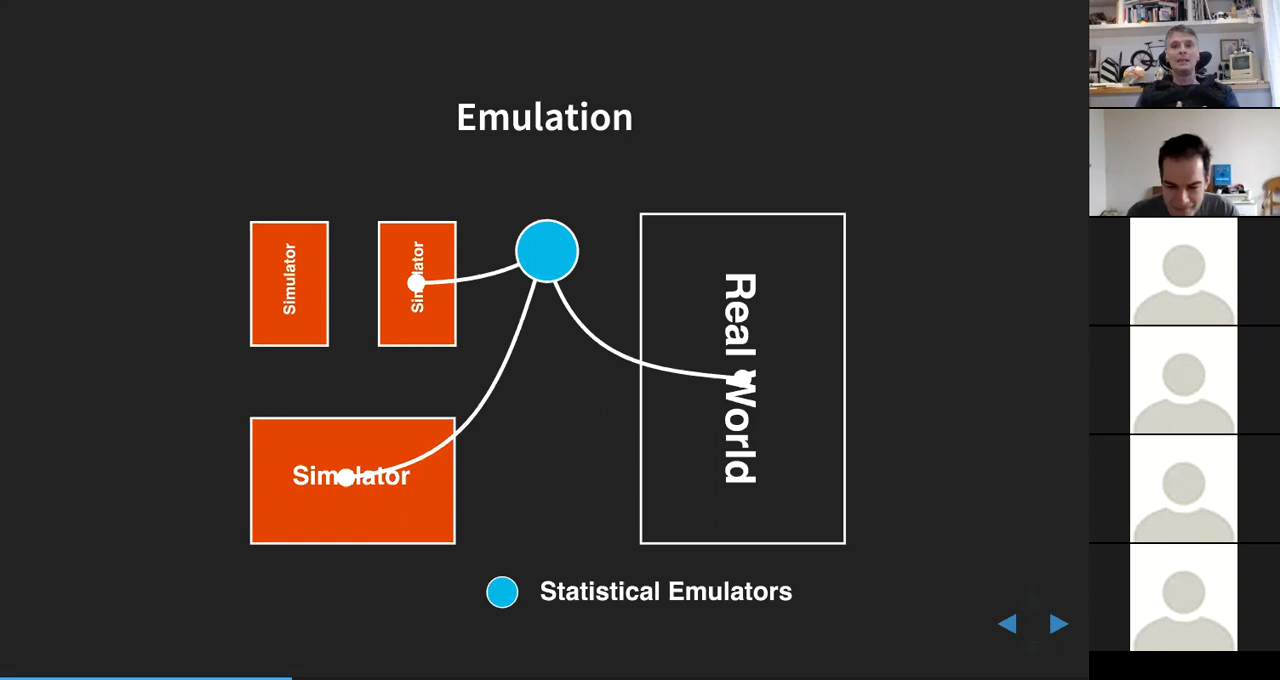 Emulation
Simulator
Simulator
Real World
Simulator
Statistical Emulators